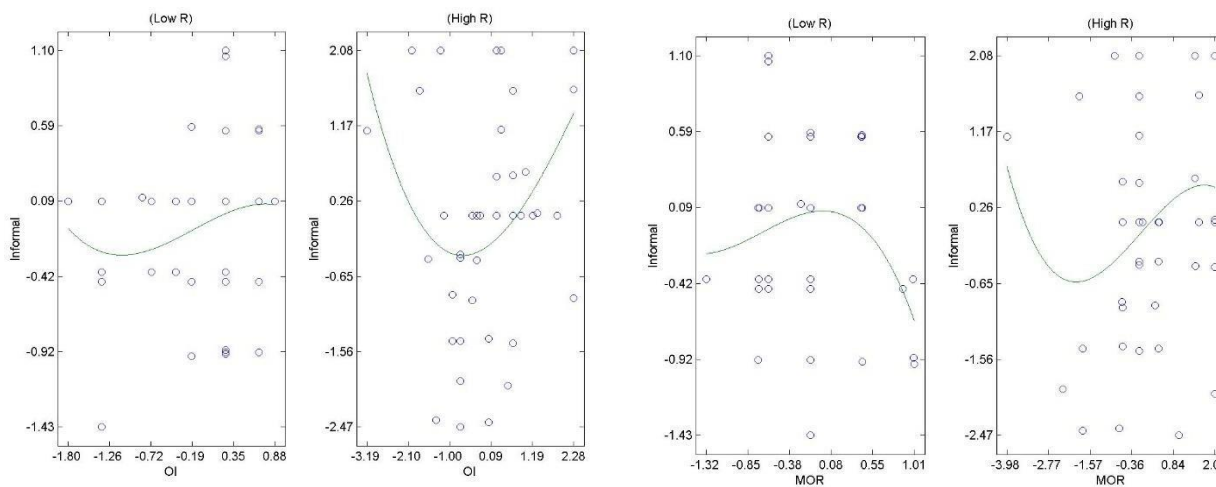 (Low R)
1.10
0.59
0.09
-0.42
-0.92
-1.43
Informal
-1.80 -1.26 -0.72 -0.19 0.35 0.88
OI
(High R)
2.08
1.17
0.26
-0.65
-1.56
-2.47
Informal
-3.19 -2.10 -1.00 0.09 1.19 2.28
OI
(Low R)
1.10
0.59
0.09
-0.42
-0.92
-1.43
Informal
-1.32 -0.85 -0.38 0.08 0.55 1.01
MOR
(High R)
2.08
1.17
0.26
-0.65
-1.56
-2.47
Informal
-3.98 -2.77 -1.57 -0.36 0.84
MOR